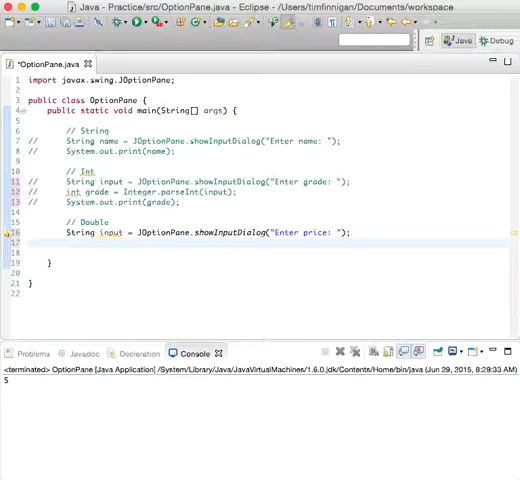 Java - Practice/src/OptionPane.java - Eclipse - /Users/timfinnigan/Documents/workspace
Java
Debug
*OptionPane.java
1 import javax.swing.JOptionPane;
2
3 public class OptionPane {
4 public static void main(String[] args) {
5
6 // String
7 // String name = JOptionPane.showInputDialog("Enter name: ");
8 // System.out.print(name);
9
10 // Int
11 // String input = JOptionPane.showInputDialog("Enter grade: ");
12 // int grade = Integer.parseInt(input);
13 // System.out.print(grade);
14
15 // Double
16 String input = JOptionPane.showInputDialog("Enter price: ");
17
18
19 }
20
21 }
22
Problems
Javadoc
Declaration
Console
<terminated> OptionPane [Java Application] /System/Library/Java/JavaVirtualMachines/1.6.0.jdk/Contents/Home/bin/java (Jun 29, 2015, 8:29:33 AM)
5